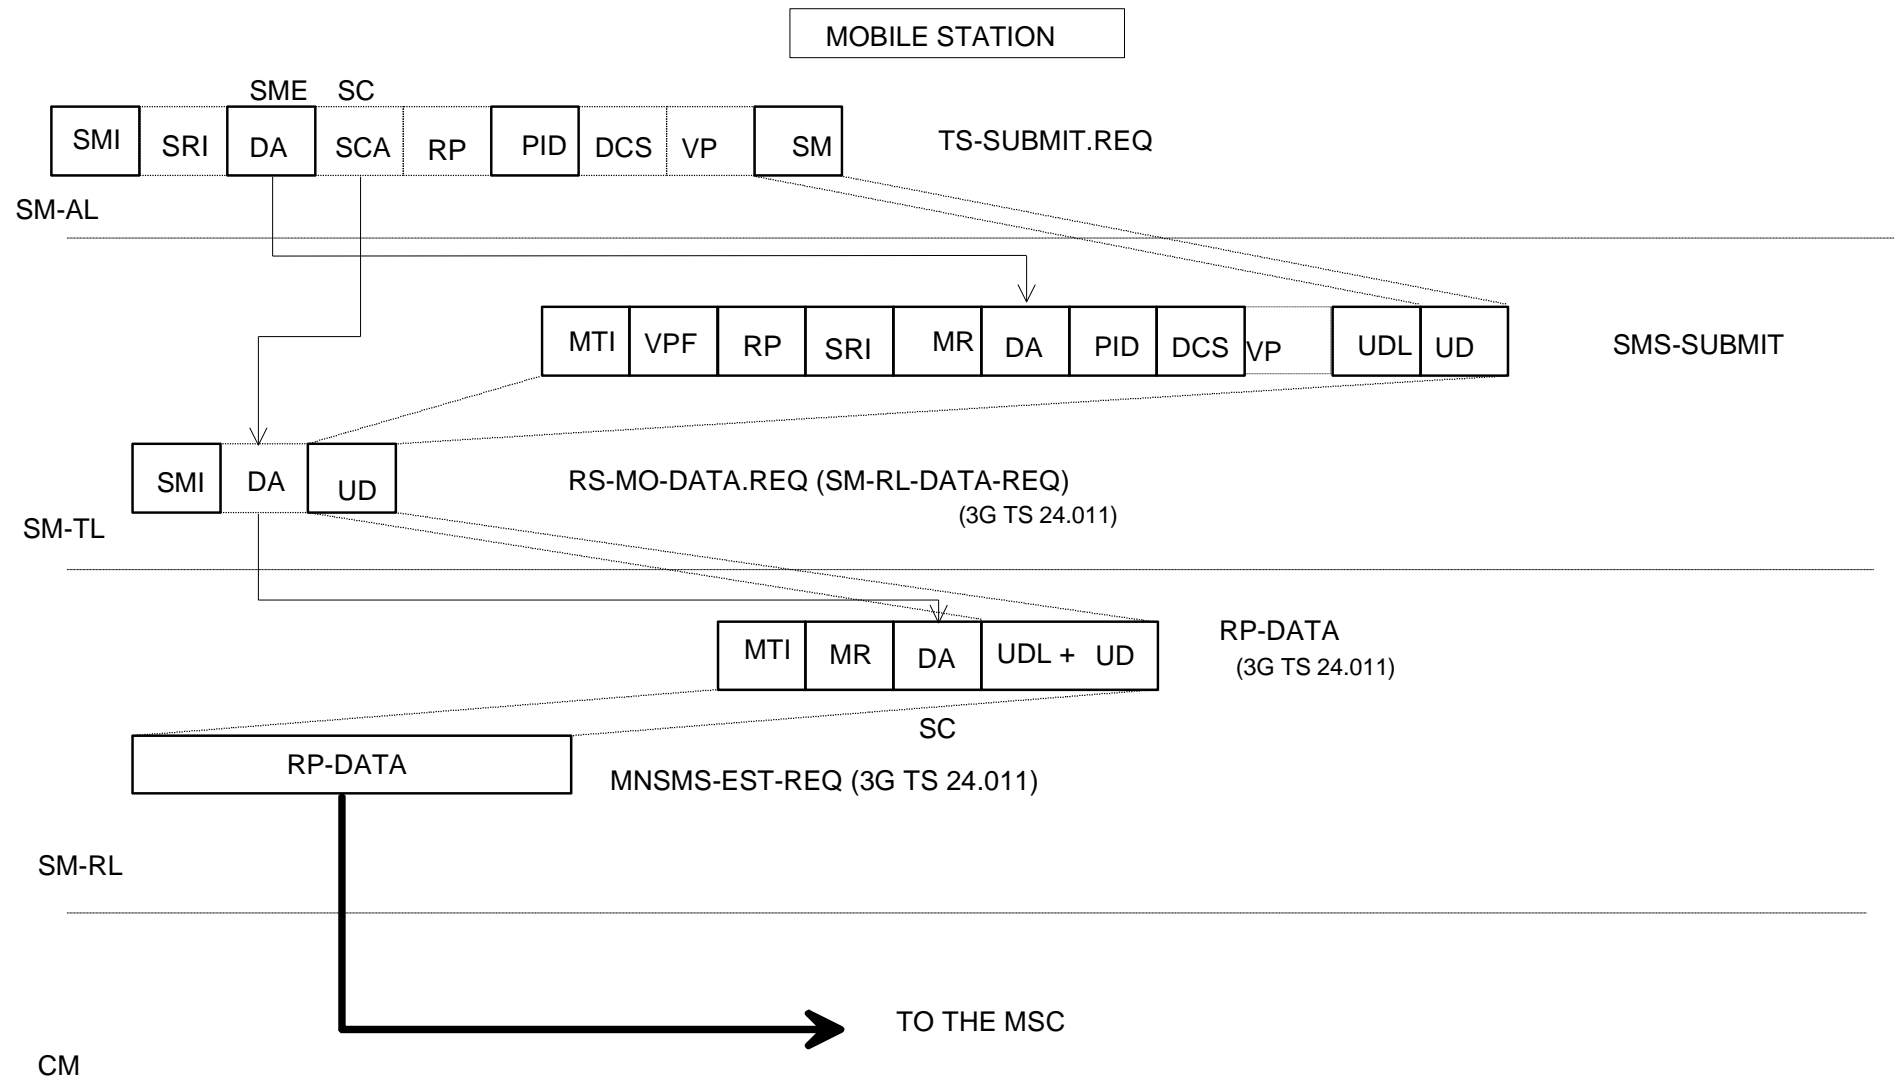 MOBILE STATION
SME SC
SMI SRI DA SCA RP PID DCS VP SM TS-SUBMIT.REQ
SM-AL
MTI VPF RP SRI MR DA PID DCS VP UDL UD SMS-SUBMIT
SMI DA UD RS-MO-DATA.REQ (SM-RL-DATA-REQ)
(3G TS 24.011)
SM-TL
MTI MR DA UDL + UD RP-DATA
(3G TS 24.011)
SC
RP-DATA MNSMS-EST-REQ (3G TS 24.011)
SM-RL
TO THE MSC
CM